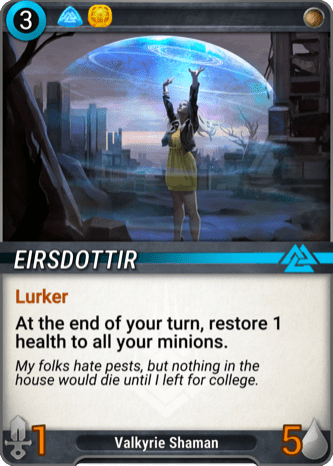 3
EIRSDOTTIR
Lurker
At the end of your turn, restore 1
health to all your minions.
My folks hate pests, but nothing in the
house would die until I left for college.
1
Valkyrie Shaman
5